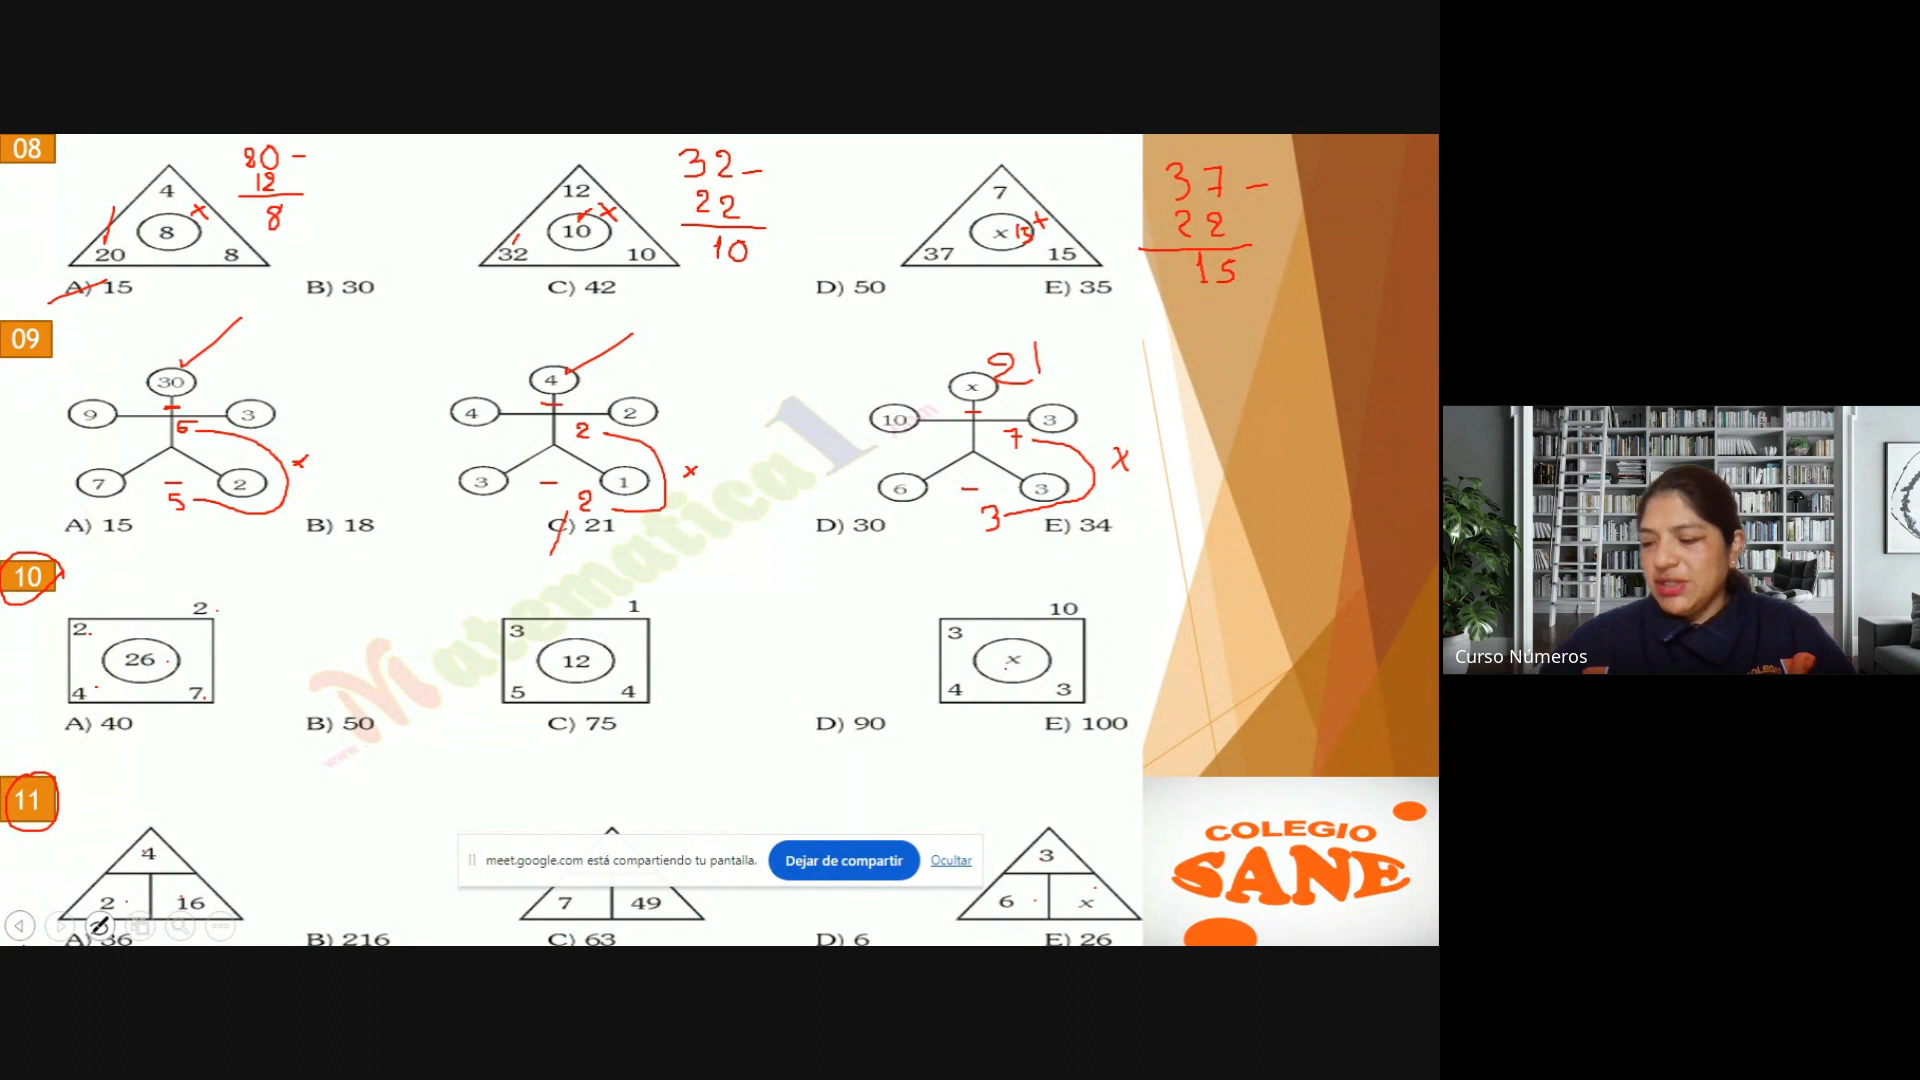 08
4
8
20 8
20 -
12
8
12
10
32 10
32 -
22
10
7
x 15
37 15
37 -
22
15
A) 15 B) 30 C) 42 D) 50 E) 35
09
30
9 3
6
7 2
5
x
4
4 2
2
3 1
2
x
x 21
10 3
7
6 3
3
x
A) 15 B) 18 C) 21 D) 30 E) 34
10
2
2
26
4 7
1
3
12
5 4
10
3
x
4 3
A) 40 B) 50 C) 75 D) 90 E) 100
11
4
2 16
7 49
3
6 x
A) 36 B) 216 C) 63 D) 6 E) 26
Matematica1
www.
.com
meet.google.com está compartiendo tu pantalla. Dejar de compartir Ocultar
COLEGIO
SANE
Curso Números